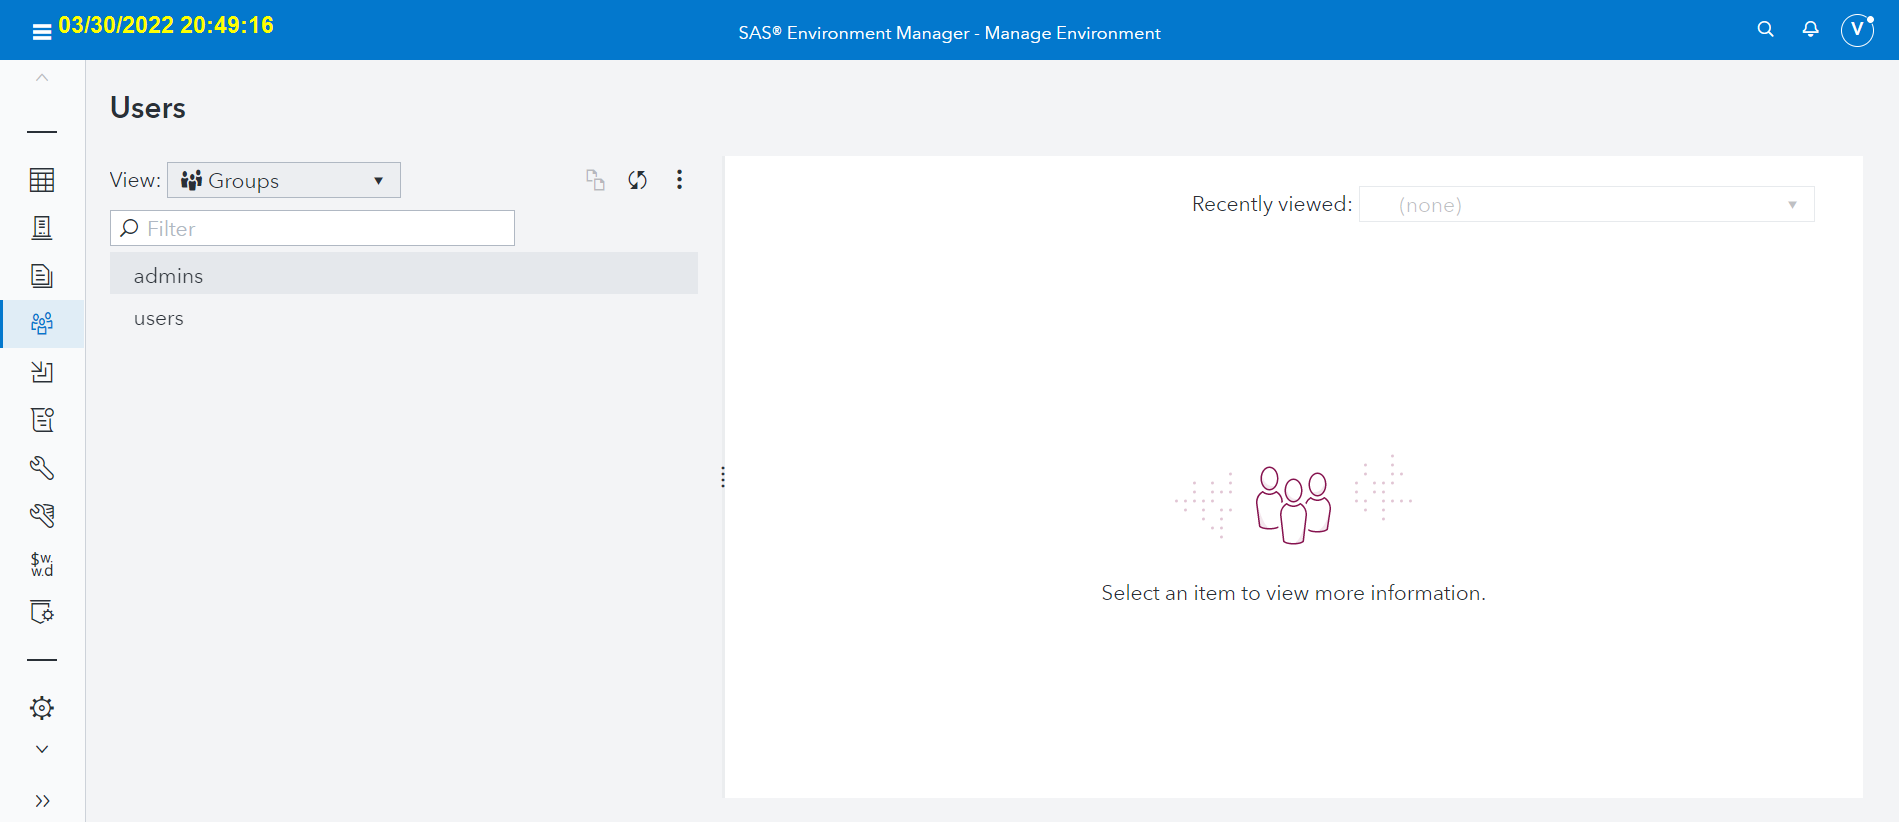 03/30/2022 20:49:16
SAS® Environment Manager - Manage Environment
V
Users
View: Groups
Filter
admins
users
$w.
w.d
Recently viewed: (none)
Select an item to view more information.